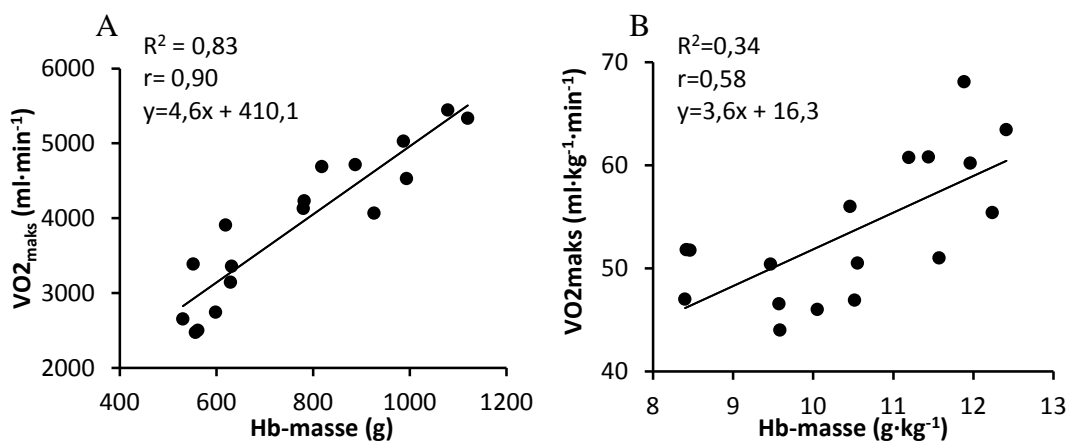 A
R² = 0,83
r= 0,90
y=4,6x + 410,1
6000
5000
4000
3000
2000
VO2maks (ml·min⁻¹)
400 600 800 1000 1200
Hb-masse (g)
B
R²=0,34
r=0,58
y=3,6x + 16,3
70
60
50
40
VO2maks (ml·kg⁻¹·min⁻¹)
8 9 10 11 12 13
Hb-masse (g·kg⁻¹)